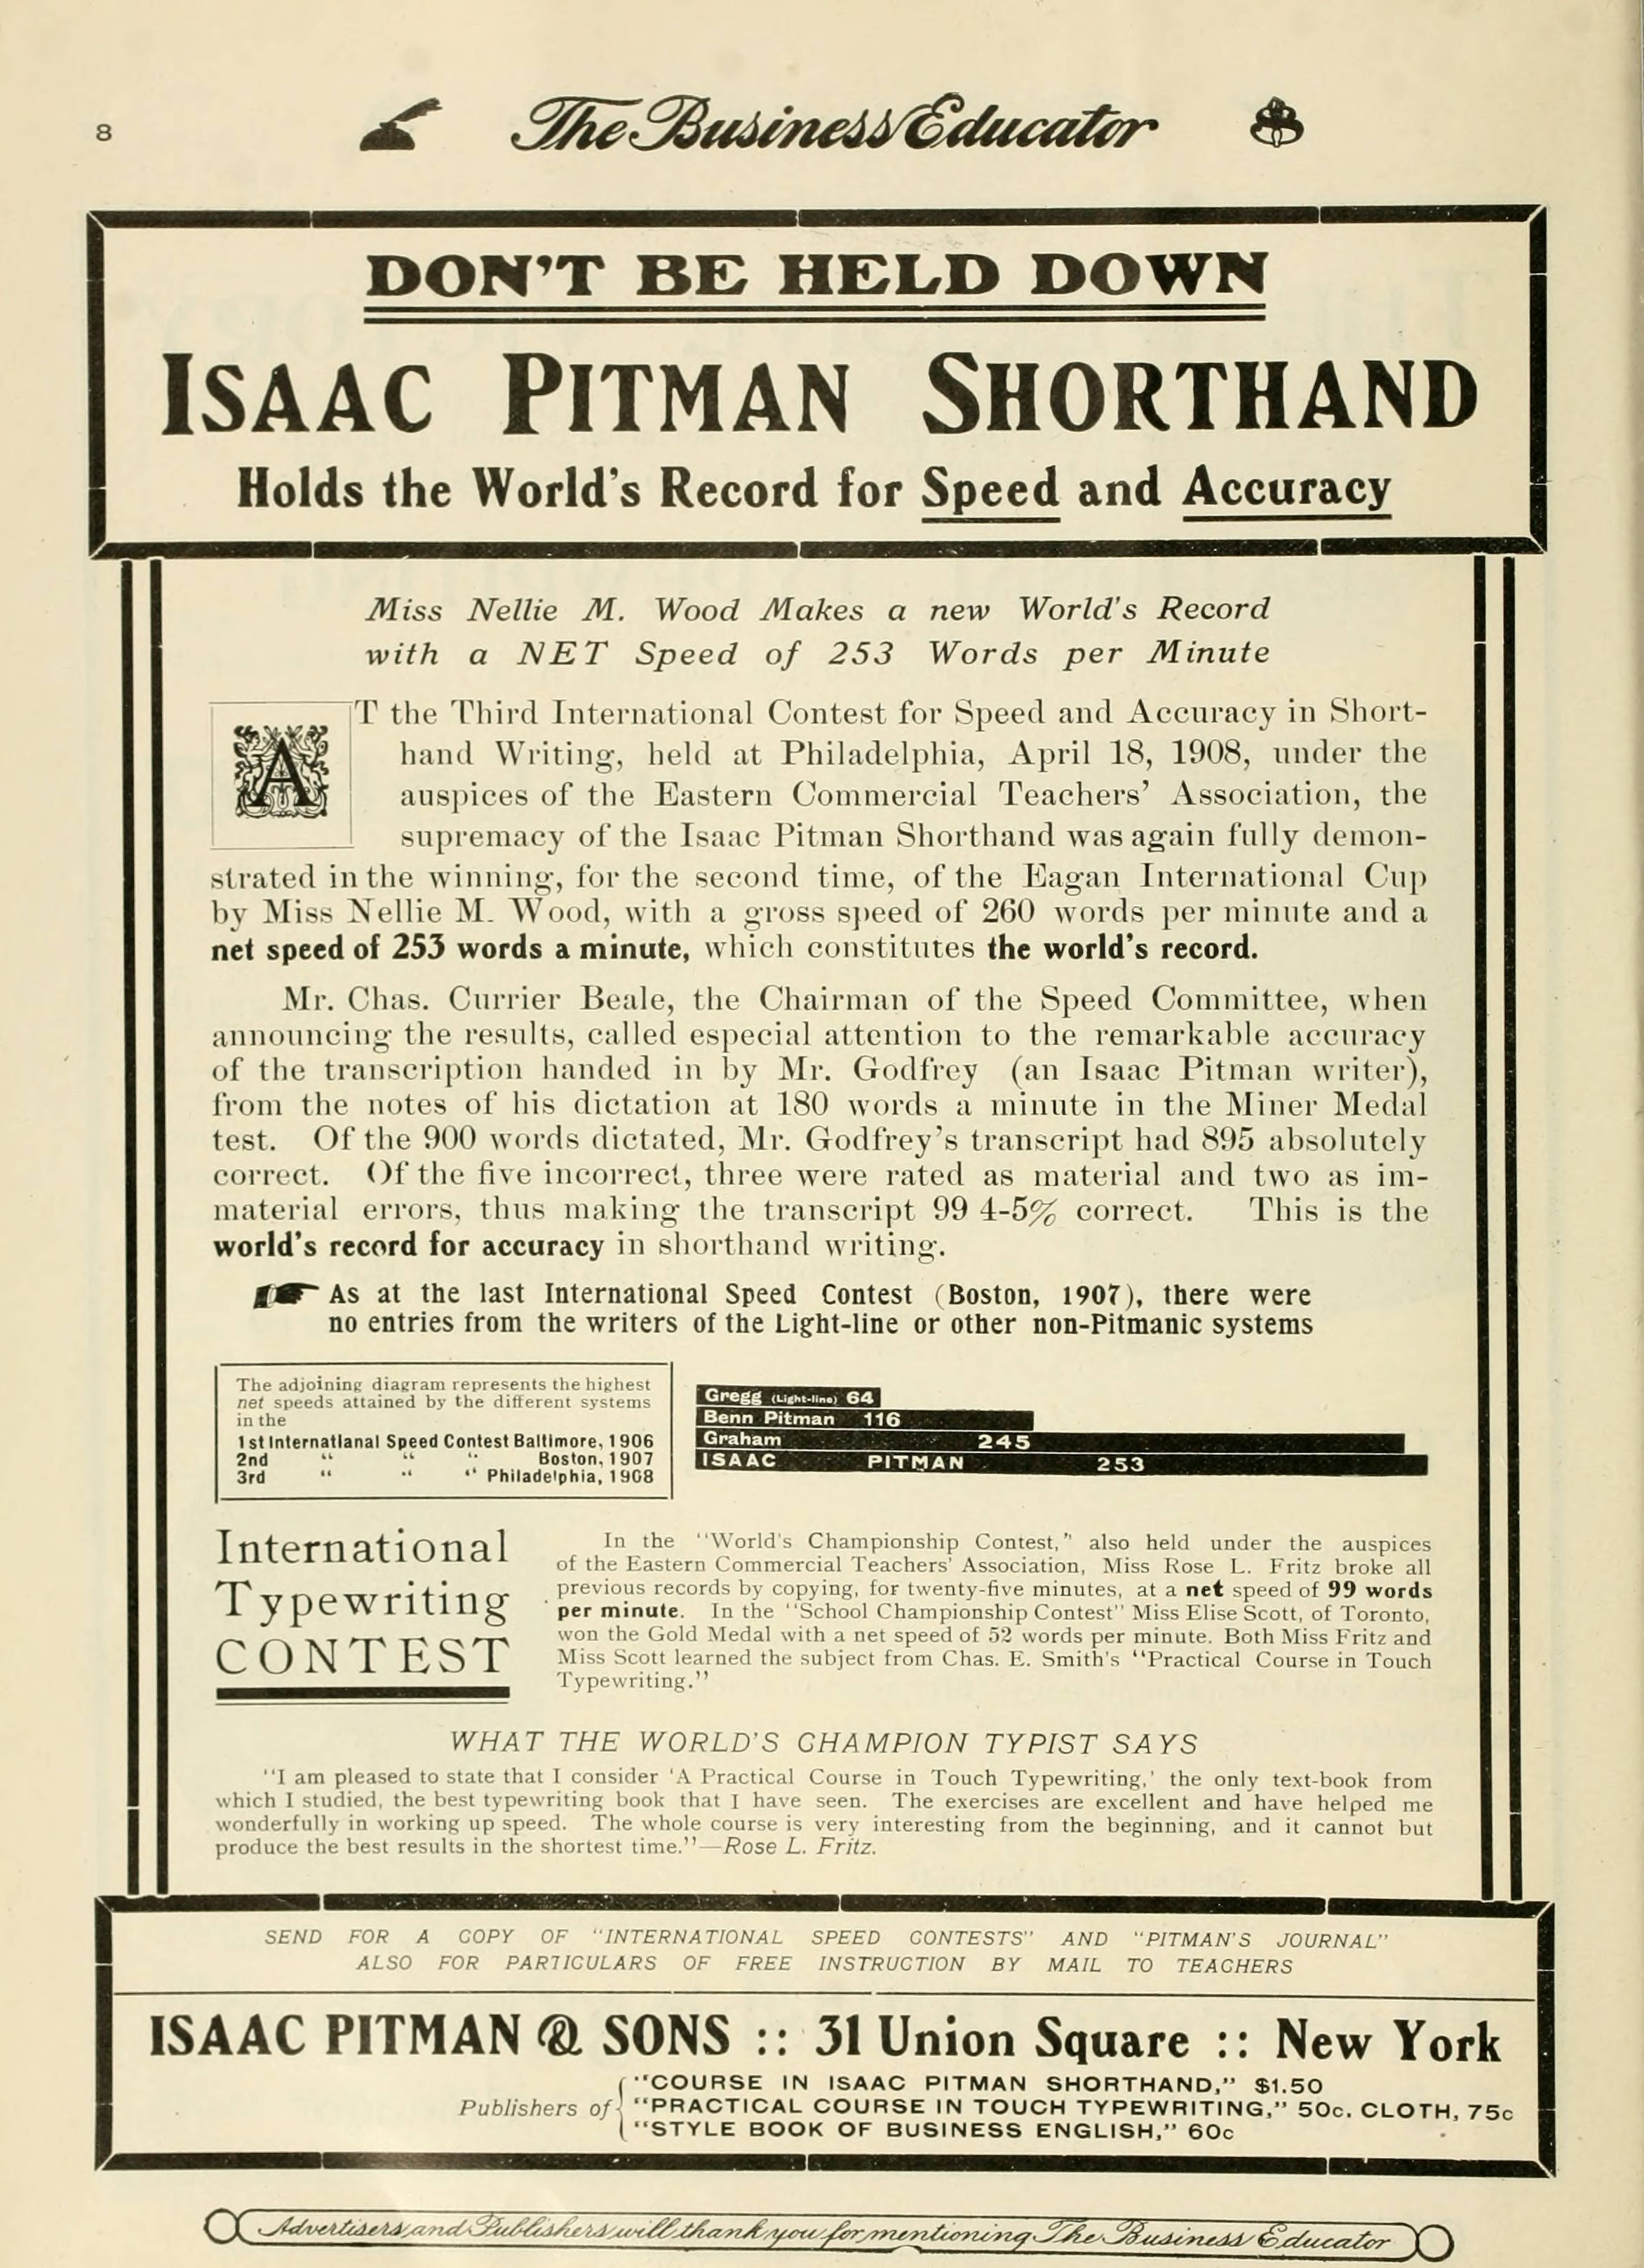 8
The Business Educator
DON'T BE HELD DOWN
ISAAC PITMAN SHORTHAND
Holds the World's Record for Speed and Accuracy
Miss Nellie M. Wood Makes a new World's Record
with a NET Speed of 253 Words per Minute
AT the Third International Contest for Speed and Accuracy in Short-
hand Writing, held at Philadelphia, April 18, 1908, under the
auspices of the Eastern Commercial Teachers' Association, the
supremacy of the Isaac Pitman Shorthand was again fully demon-
strated in the winning, for the second time, of the Eagan International Cup
by Miss Nellie M. Wood, with a gross speed of 260 words per minute and a
net speed of 253 words a minute, which constitutes the world's record.
Mr. Chas. Currier Beale, the Chairman of the Speed Committee, when
announcing the results, called especial attention to the remarkable accuracy
of the transcription handed in by Mr. Godfrey (an Isaac Pitman writer),
from the notes of his dictation at 180 words a minute in the Miner Medal
test. Of the 900 words dictated, Mr. Godfrey's transcript had 895 absolutely
correct. Of the five incorrect, three were rated as material and two as im-
material errors, thus making the transcript 99 4-5% correct. This is the
world's record for accuracy in shorthand writing.
As at the last International Speed Contest (Boston, 1907), there were
no entries from the writers of the Light-line or other non-Pitmanic systems
The adjoining diagram represents the highest
net speeds attained by the different systems
in the
1st Internatianal Speed Contest Baltimore, 1906
2nd " " " Boston, 1907
3rd " " " Philadelphia, 1908
Gregg (Light-line) 64
Benn Pitman 116
Graham 245
ISAAC PITMAN 253
International
Typewriting
CONTEST
In the "World's Championship Contest," also held under the auspices
of the Eastern Commercial Teachers' Association, Miss Rose L. Fritz broke all
previous records by copying, for twenty-five minutes, at a net speed of 99 words
per minute. In the "School Championship Contest" Miss Elise Scott, of Toronto,
won the Gold Medal with a net speed of 52 words per minute. Both Miss Fritz and
Miss Scott learned the subject from Chas. E. Smith's "Practical Course in Touch
Typewriting."
WHAT THE WORLD'S CHAMPION TYPIST SAYS
"I am pleased to state that I consider 'A Practical Course in Touch Typewriting,' the only text-book from
which I studied, the best typewriting book that I have seen. The exercises are excellent and have helped me
wonderfully in working up speed. The whole course is very interesting from the beginning, and it cannot but
produce the best results in the shortest time."—Rose L. Fritz.
SEND FOR A COPY OF "INTERNATIONAL SPEED CONTESTS" AND "PITMAN'S JOURNAL"
ALSO FOR PARTICULARS OF FREE INSTRUCTION BY MAIL TO TEACHERS
ISAAC PITMAN & SONS :: 31 Union Square :: New York
Publishers of
"COURSE IN ISAAC PITMAN SHORTHAND," $1.50
"PRACTICAL COURSE IN TOUCH TYPEWRITING," 50c. CLOTH, 75c
"STYLE BOOK OF BUSINESS ENGLISH," 60c
Advertisers and Publishers will thank you for mentioning The Business Educator